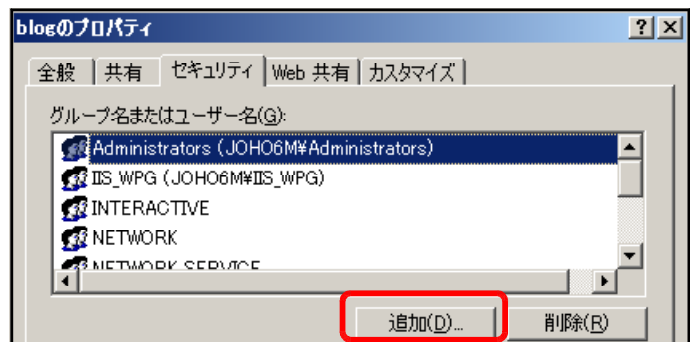 blogのプロパティ
全般 共有 セキュリティ Web 共有 カスタマイズ
グループ名またはユーザー名(G):
Administrators (JOHO6M¥Administrators)
IIS_WPG (JOHO6M¥IIS_WPG)
INTERACTIVE
NETWORK
NETWORK SERVICE
追加(D)... 削除(R)